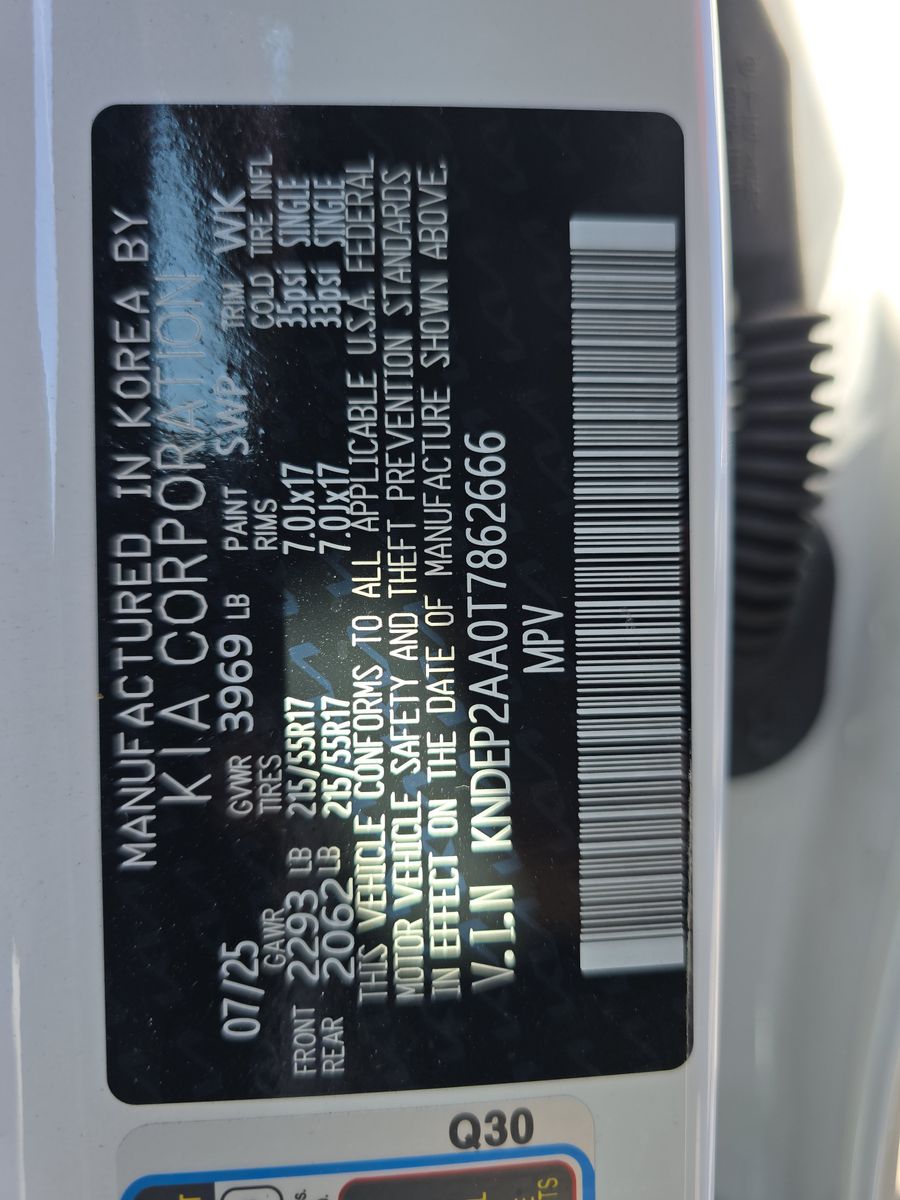 MANUFACTURED IN KOREA BY
KIA CORPORATION
07/25 GVWR 3969 LB PAINT SWP TRIM WK
GAWR TIRES RIMS COLD TIRE INFL
FRONT 2293 LB 215/55R17 7.0Jx17 35psi SINGLE
REAR 2062 LB 215/55R17 7.0Jx17 33psi SINGLE
THIS VEHICLE CONFORMS TO ALL APPLICABLE U.S.A. FEDERAL
MOTOR VEHICLE SAFETY AND THEFT PREVENTION STANDARDS
IN EFFECT ON THE DATE OF MANUFACTURE SHOWN ABOVE.
V.I.N KNDEP2AA0T7862666
MPV
Q30